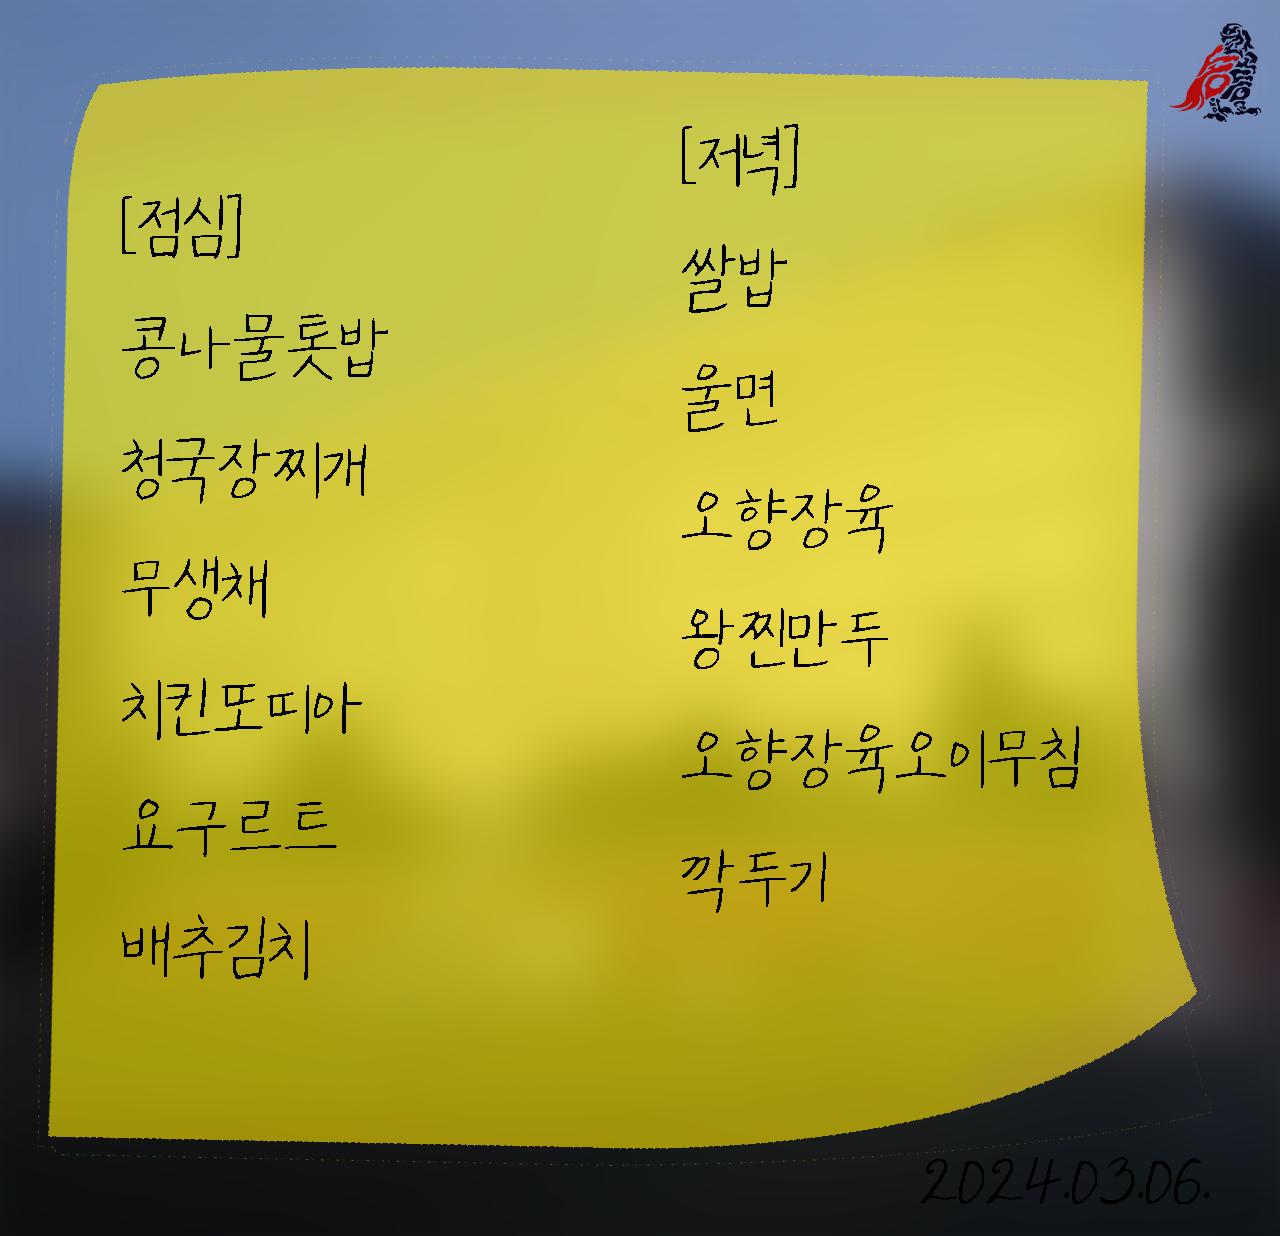 [점심]
콩나물톳밥
청국장찌개
무생채
치킨또띠아
요구르트
배추김치
[저녁]
쌀밥
울면
오향장육
왕찐만두
오향장육오이무침
깍두기
2024.03.06.